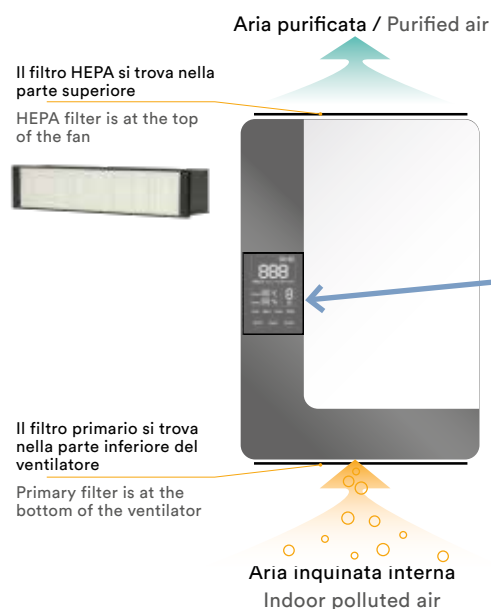 Aria purificata / Purified air
Il filtro HEPA si trova nella
parte superiore
HEPA filter is at the top
of the fan
888
Il filtro primario si trova
nella parte inferiore del
ventilatore
Primary filter is at the
bottom of the ventilator
Aria inquinata interna
Indoor polluted air